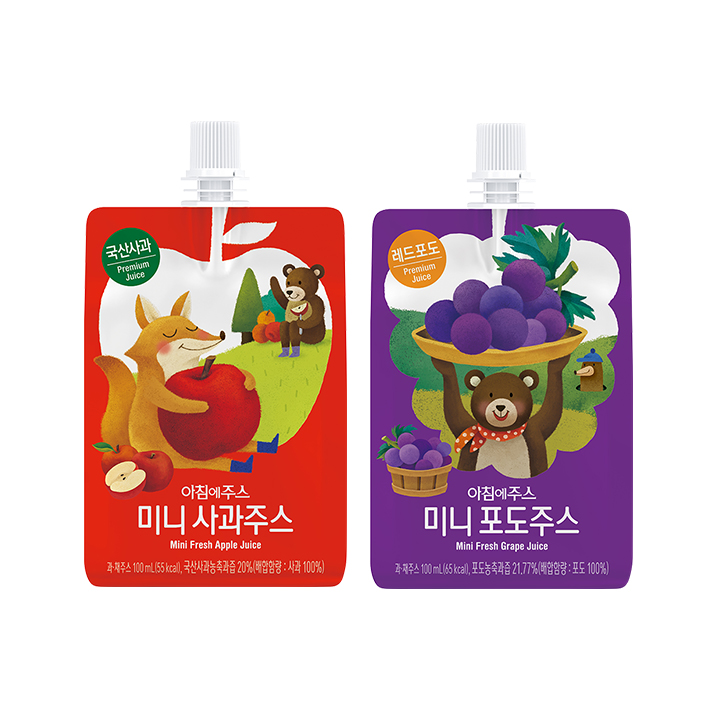 국산사과
Premium
Juice
아침에주스
미니 사과주스
Mini Fresh Apple Juice
과·채주스 100 mL(55 kcal), 국산사과농축과즙 20%(배합함량 : 사과 100%)
레드포도
Premium
Juice
아침에주스
미니 포도주스
Mini Fresh Grape Juice
과·채주스 100 mL(65 kcal), 포도농축과즙 21.77%(배합함량 : 포도 100%)